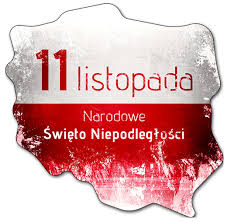 11 listopada
Narodowe
Święto Niepodległości